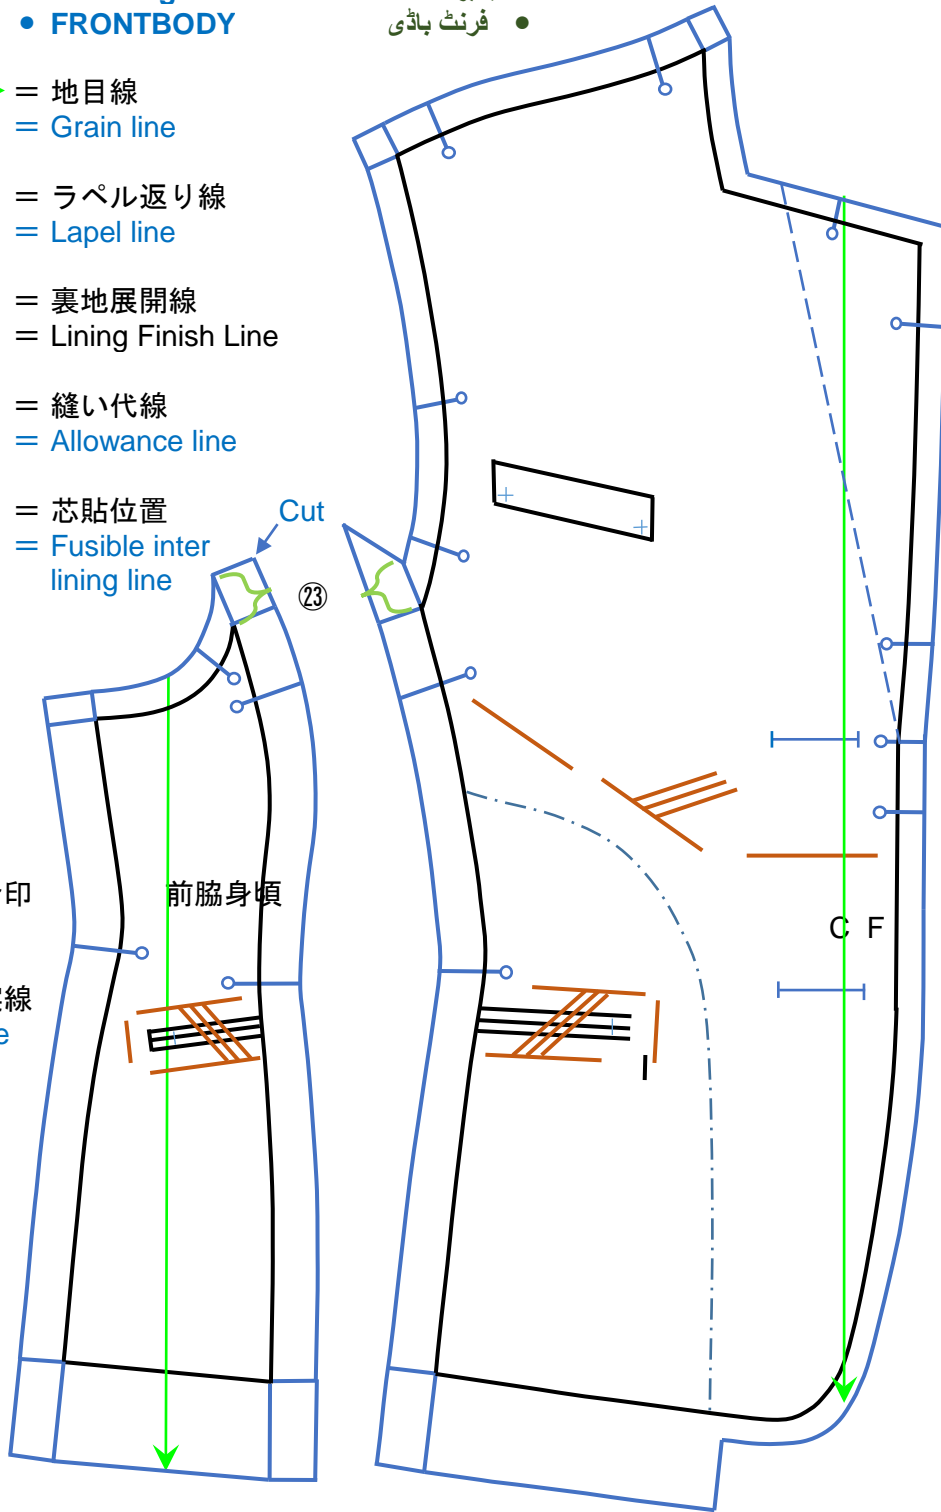 • FRONTBODY
فرنٹ باڈی •
= 地目線
= Grain line
= ラペル返り線
= Lapel line
= 裏地展開線
= Lining Finish Line
= 縫い代線
= Allowance line
= 芯貼位置
= Fusible inter
lining line
Cut
㉓
印
前脇身頃
C F
線
e